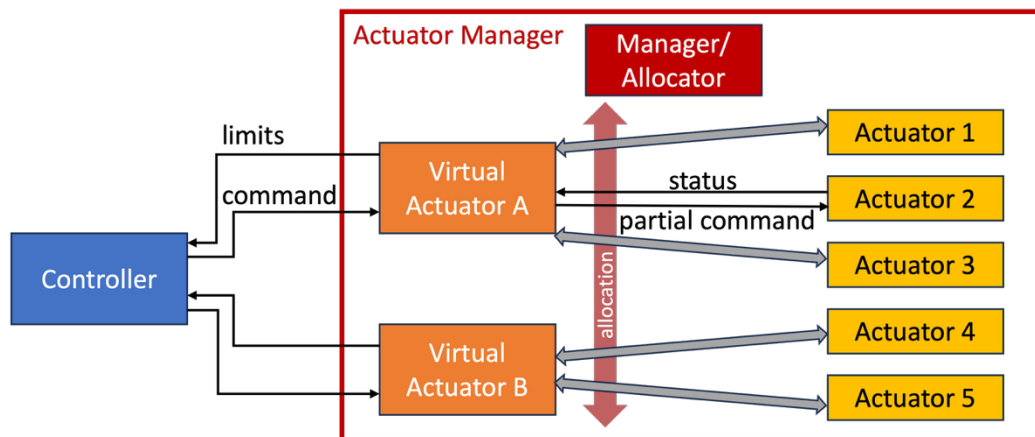 Actuator Manager
Manager/
Allocator
limits
command
Controller
Virtual
Actuator A
status
partial command
allocation
Virtual
Actuator B
Actuator 1
Actuator 2
Actuator 3
Actuator 4
Actuator 5